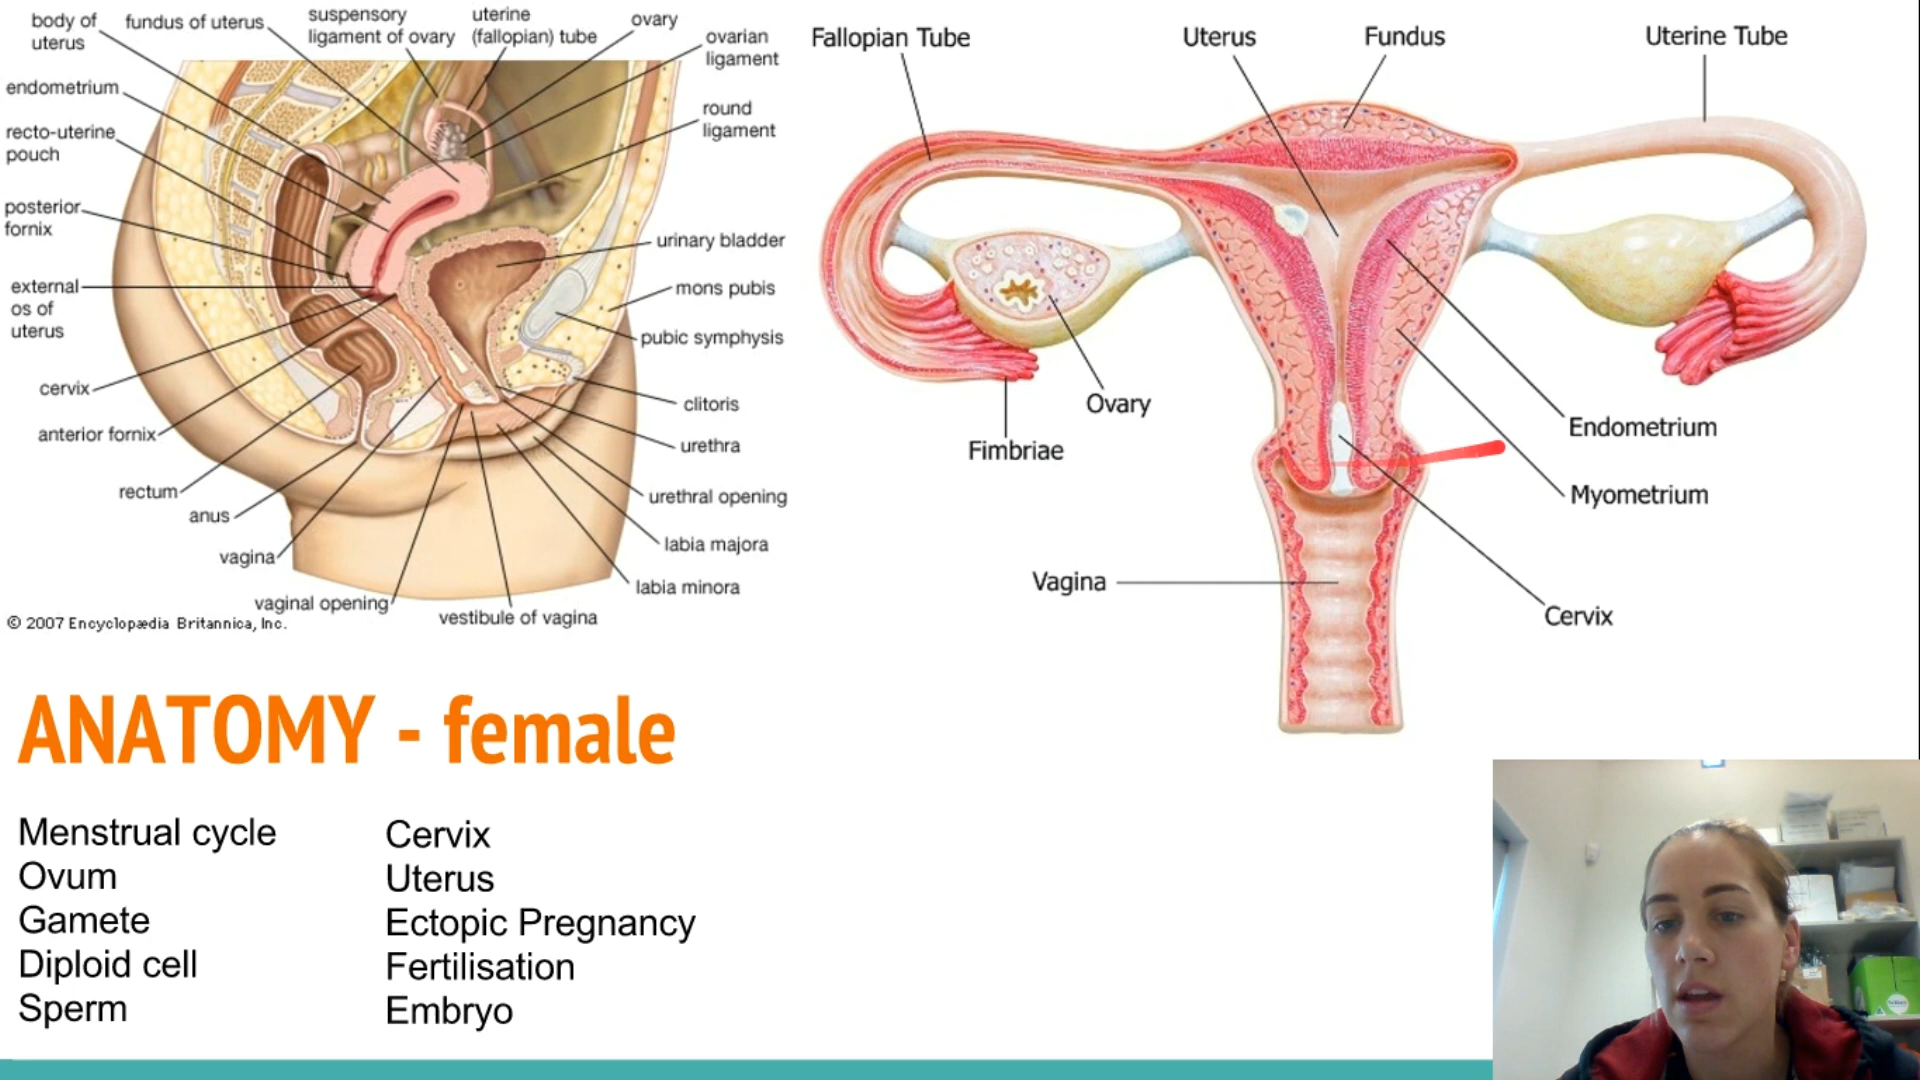 body of
uterus
fundus of uterus
suspensory
ligament of ovary
uterine
(fallopian) tube
ovary
ovarian
ligament
endometrium
round
ligament
recto-uterine
pouch
posterior
fornix
urinary bladder
external
os of
uterus
mons pubis
pubic symphysis
cervix
clitoris
anterior fornix
urethra
rectum
urethral opening
anus
labia majora
vagina
labia minora
vaginal opening
vestibule of vagina
© 2007 Encyclopædia Britannica, Inc.
Fallopian Tube
Uterus
Fundus
Uterine Tube
Ovary
Fimbriae
Endometrium
Myometrium
Vagina
Cervix
ANATOMY - female
Menstrual cycle
Ovum
Gamete
Diploid cell
Sperm
Cervix
Uterus
Ectopic Pregnancy
Fertilisation
Embryo